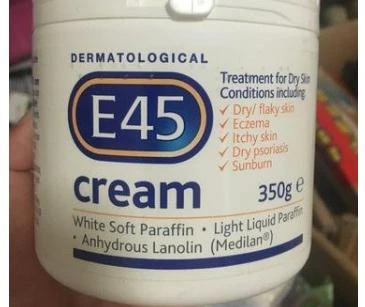 DERMATOLOGICAL
E45
cream
Treatment for Dry Skin
Conditions including:
✓ Dry/ flaky skin
✓ Eczema
✓ Itchy skin
✓ Dry psoriasis
✓ Sunburn
350g ℮
White Soft Paraffin • Light Liquid Paraffin
• Anhydrous Lanolin (Medilan®)